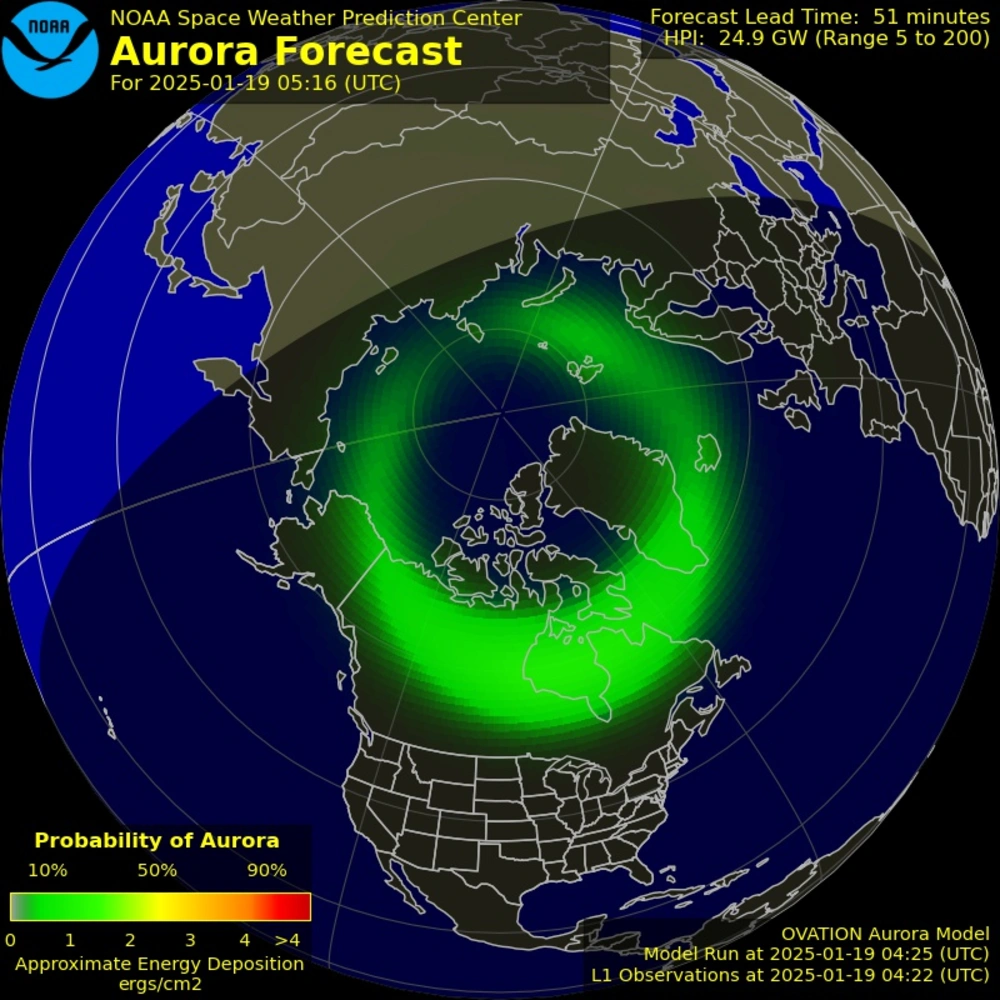 NOAA
NOAA Space Weather Prediction Center
Aurora Forecast
For 2025-01-19 05:16 (UTC)
Forecast Lead Time: 51 minutes
HPI: 24.9 GW (Range 5 to 200)
Probability of Aurora
10% 50% 90%
0 1 2 3 4 >4
Approximate Energy Deposition
ergs/cm2
OVATION Aurora Model
Model Run at 2025-01-19 04:25 (UTC)
L1 Observations at 2025-01-19 04:22 (UTC)